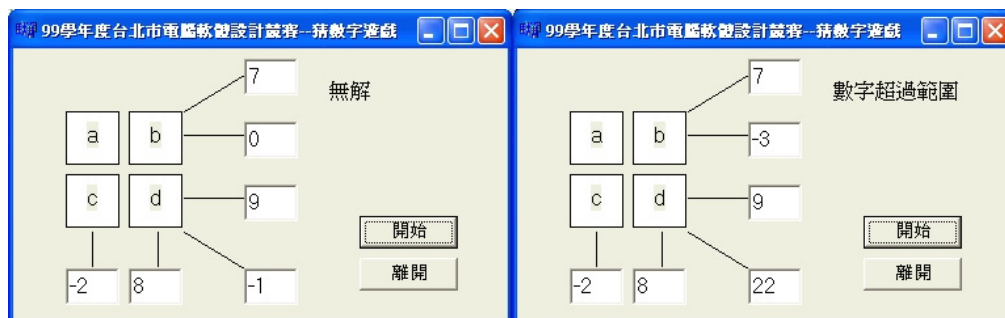 99學年度台北市電腦軟體設計競賽--猜數字遊戲
7
無解
a b
0
c d
9
開始
-2 8 -1
離開
99學年度台北市電腦軟體設計競賽--猜數字遊戲
7
數字超過範圍
a b
-3
c d
9
開始
-2 8 22
離開